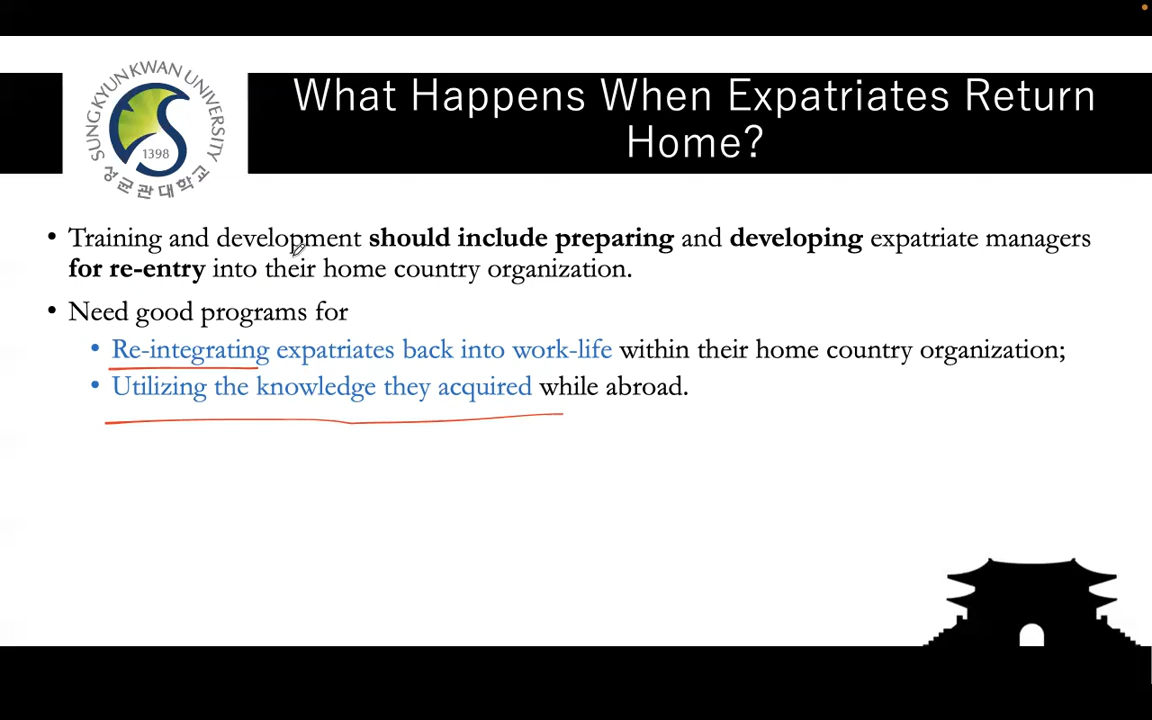 SUNGKYUNKWAN UNIVERSITY
1398
성균관대학교
What Happens When Expatriates Return
Home?
• Training and development should include preparing and developing expatriate managers
for re-entry into their home country organization.
• Need good programs for
• Re-integrating expatriates back into work-life within their home country organization;
• Utilizing the knowledge they acquired while abroad.